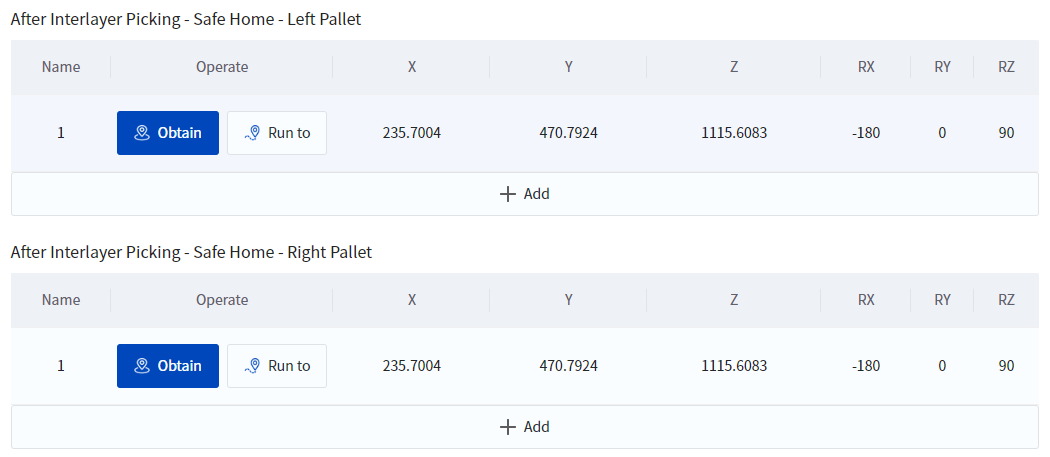 After Interlayer Picking - Safe Home - Left Pallet
Name Operate X Y Z RX RY RZ
1 Obtain Run to 235.7004 470.7924 1115.6083 -180 0 90
Add
After Interlayer Picking - Safe Home - Right Pallet
Name Operate X Y Z RX RY RZ
1 Obtain Run to 235.7004 470.7924 1115.6083 -180 0 90
Add